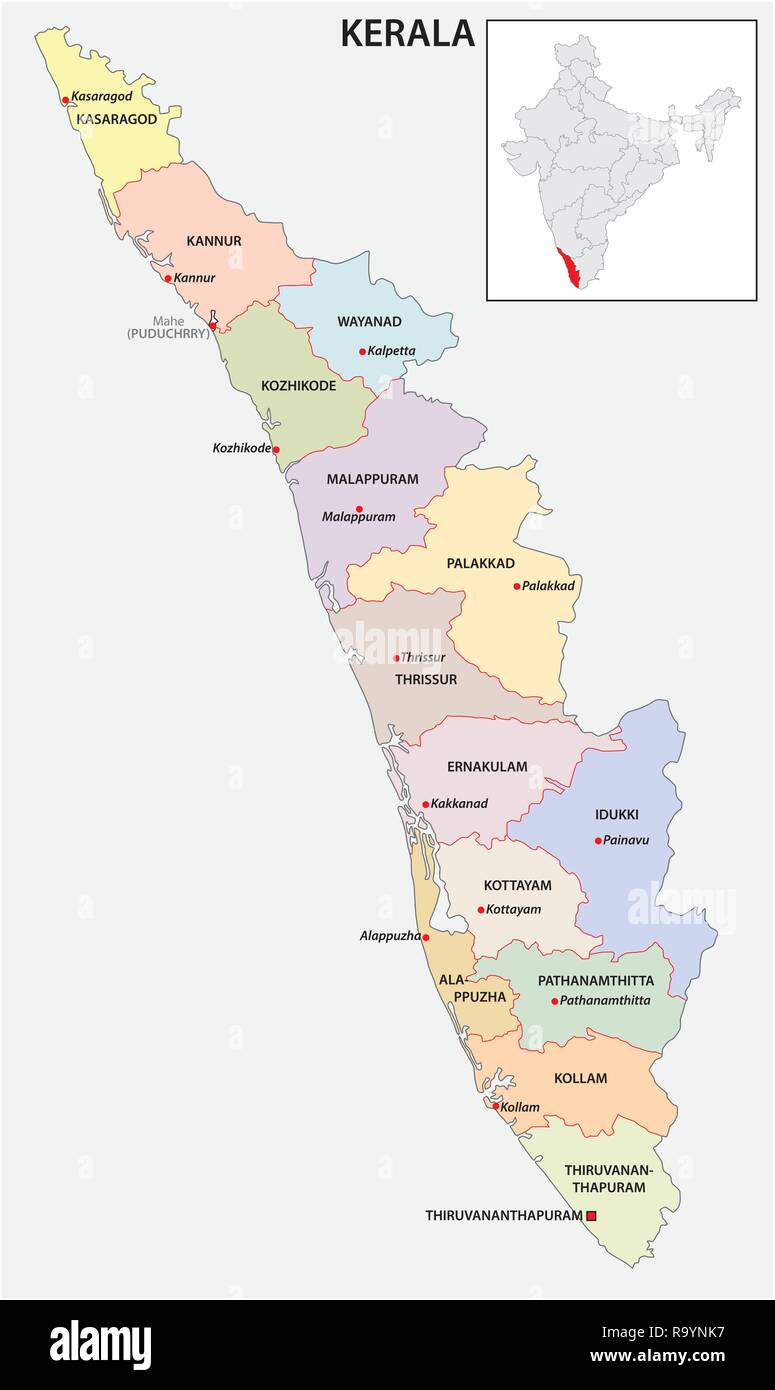 KERALA
Kasaragod
KASARAGOD
KANNUR
Kannur
Mahe
(PUDUCHRRY)
WAYANAD
Kalpetta
KOZHIKODE
Kozhikode
MALAPPURAM
Malappuram
PALAKKAD
Palakkad
Thrissur
THRISSUR
ERNAKULAM
Kakkanad
IDUKKI
Painavu
KOTTAYAM
Kottayam
Alappuzha
ALA-
PPUZHA
PATHANAMTHITTA
Pathanamthitta
KOLLAM
Kollam
THIRUVANAN-
THAPURAM
THIRUVANANTHAPURAM
alamy
alamy
alamy
a
a
a
a
a
a
a
a
a
a
a
a
a
alamy
Image ID: R9YNK7
www.alamy.com